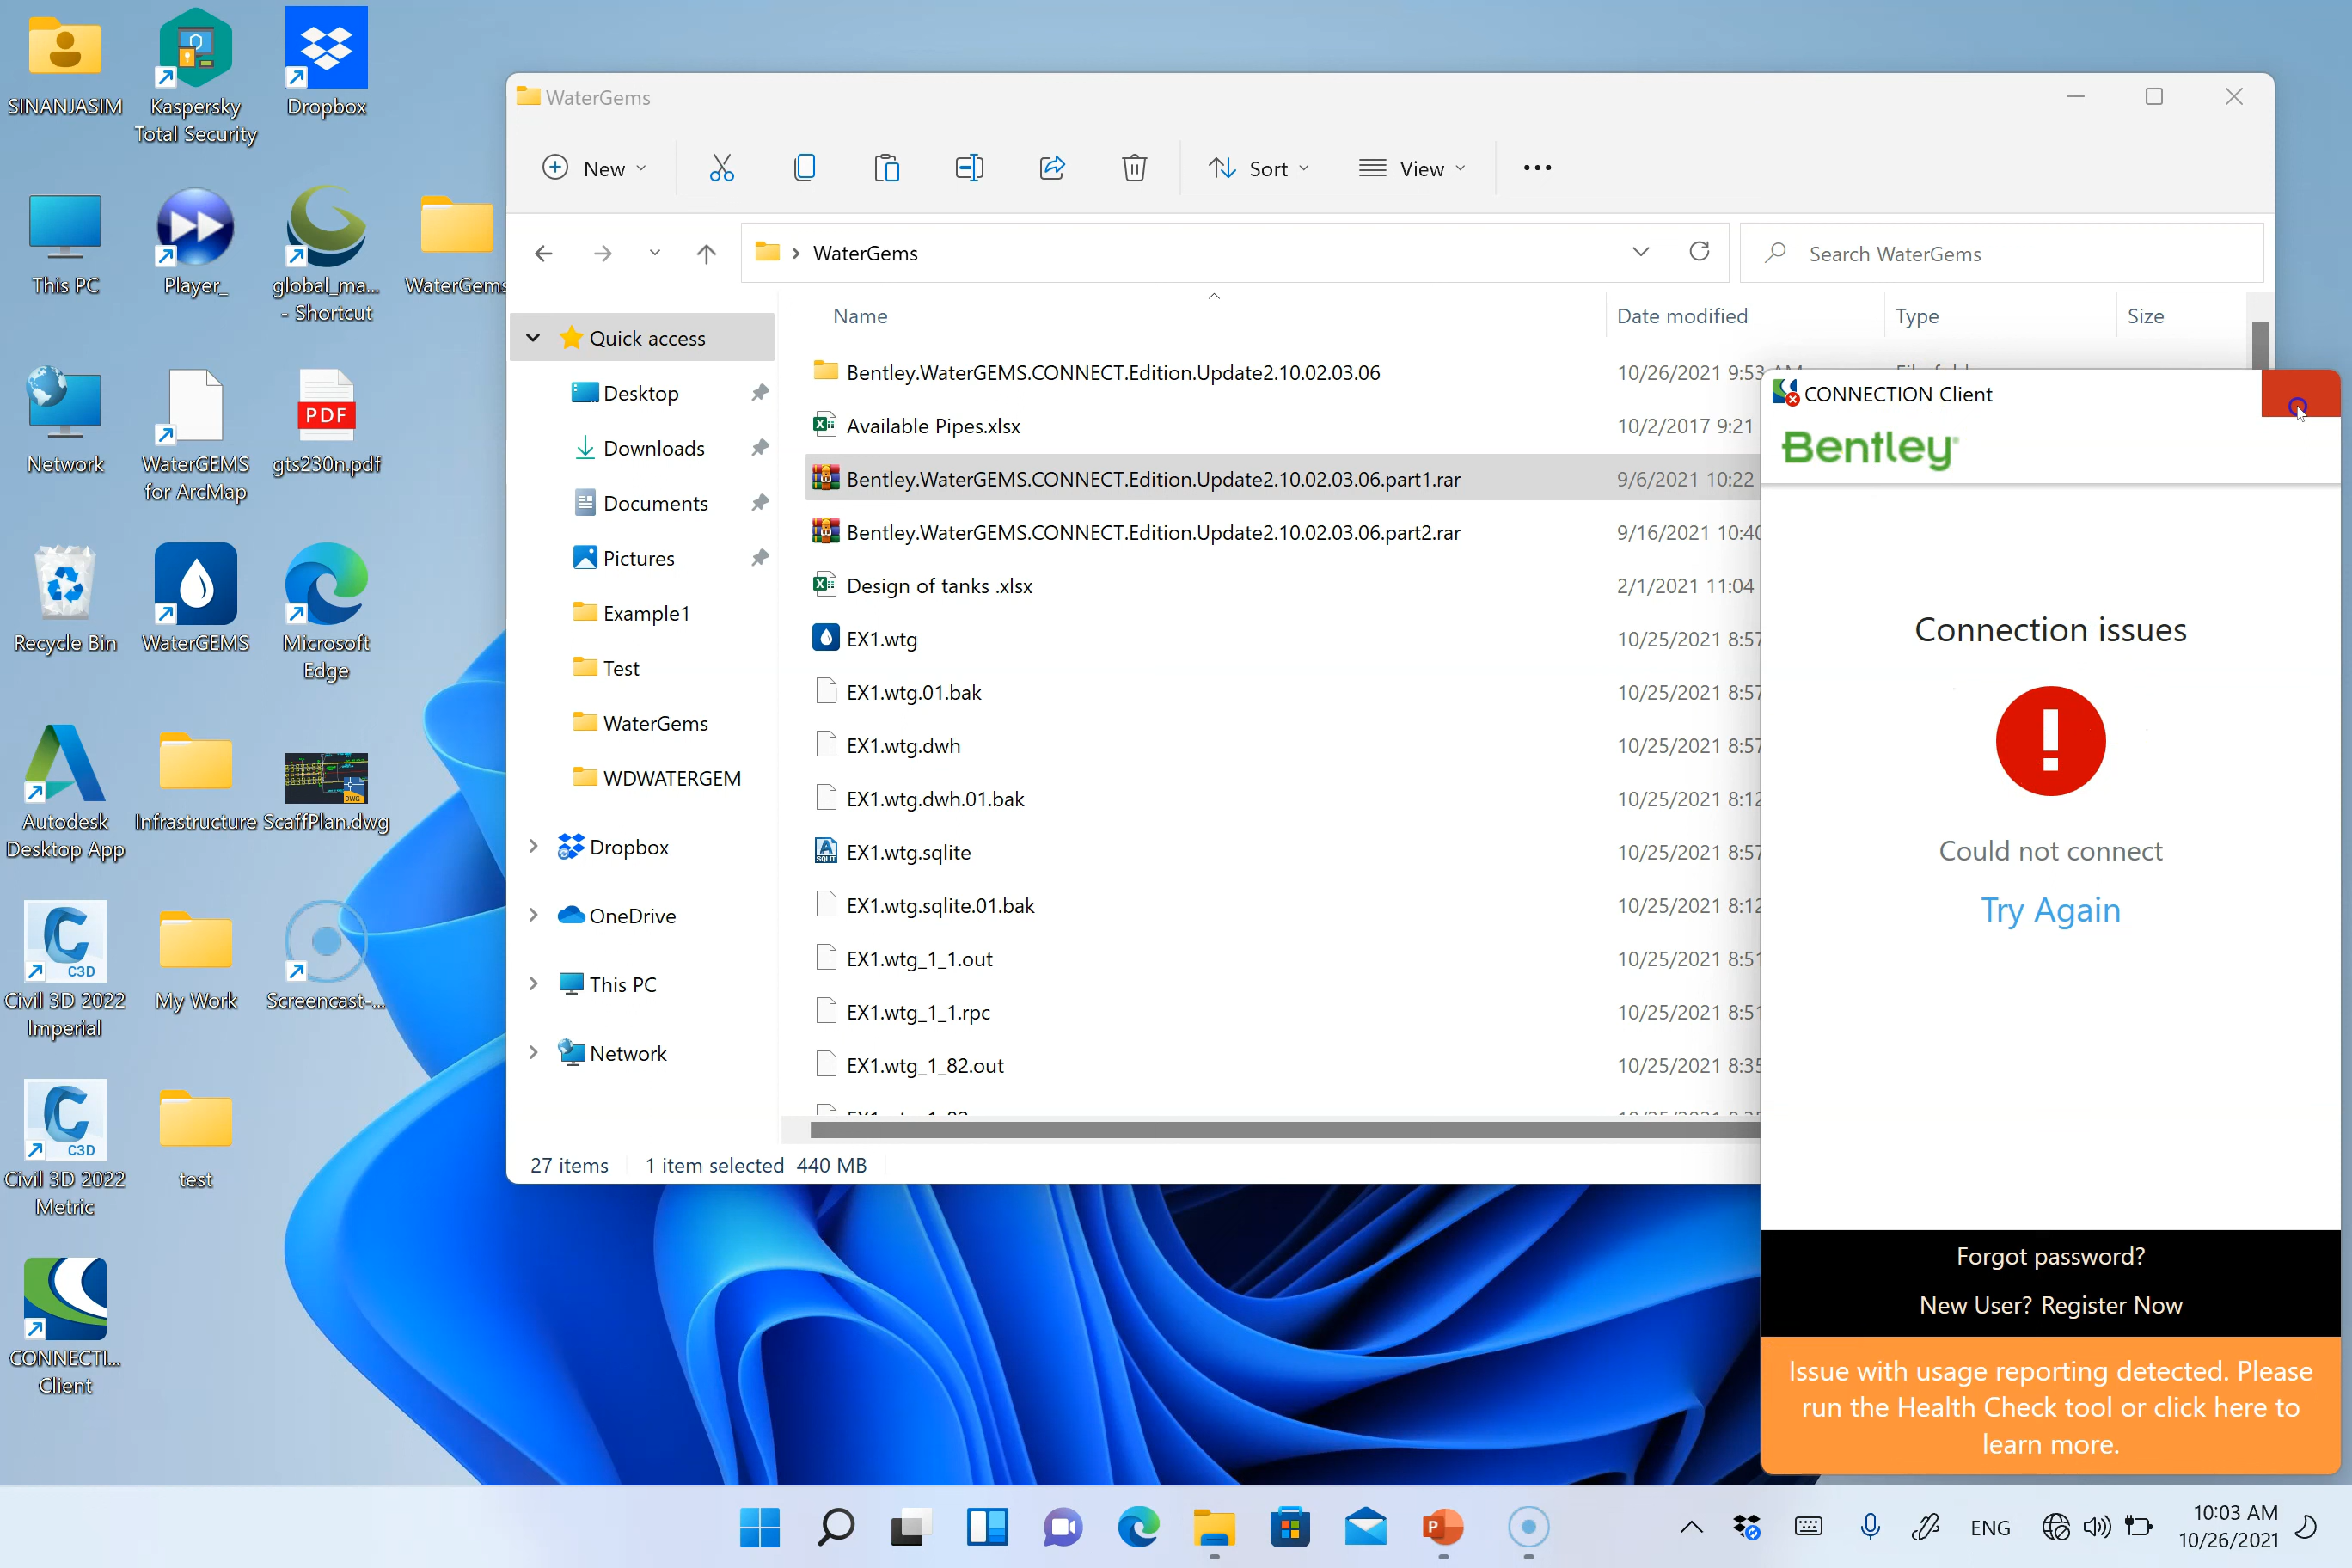 SINANJASIM
Kaspersky
Total Security
Dropbox
This PC
Player_
global_ma...
- Shortcut
WaterGems
Network
WaterGEMS
for ArcMap
PDF
gts230n.pdf
Recycle Bin
WaterGEMS
Microsoft
Edge
Autodesk
Desktop App
Infrastructure
DWG
ScaffPlan.dwg
C3D
Civil 3D 2022
Imperial
My Work
Screencast-...
C3D
Civil 3D 2022
Metric
test
CONNECTI...
Client
WaterGems
New
Sort
View
WaterGems
Search WaterGems
Quick access
Desktop
Downloads
Documents
Pictures
Example1
Test
WaterGems
WDWATERGEM
Dropbox
OneDrive
This PC
Network
Name Date modified Type Size
Bentley.WaterGEMS.CONNECT.Edition.Update2.10.02.03.06 10/26/2021 9:53
Available Pipes.xlsx 10/2/2017 9:21
Bentley.WaterGEMS.CONNECT.Edition.Update2.10.02.03.06.part1.rar 9/6/2021 10:22
Bentley.WaterGEMS.CONNECT.Edition.Update2.10.02.03.06.part2.rar 9/16/2021 10:40
Design of tanks .xlsx 2/1/2021 11:04
EX1.wtg 10/25/2021 8:57
EX1.wtg.01.bak 10/25/2021 8:57
EX1.wtg.dwh 10/25/2021 8:57
EX1.wtg.dwh.01.bak 10/25/2021 8:12
EX1.wtg.sqlite 10/25/2021 8:57
EX1.wtg.sqlite.01.bak 10/25/2021 8:12
EX1.wtg_1_1.out 10/25/2021 8:51
EX1.wtg_1_1.rpc 10/25/2021 8:51
EX1.wtg_1_82.out 10/25/2021 8:35
27 items 1 item selected 440 MB
CONNECTION Client
Bentley
Connection issues
Could not connect
Try Again
Forgot password?
New User? Register Now
Issue with usage reporting detected. Please
run the Health Check tool or click here to
learn more.
ENG
10:03 AM
10/26/2021